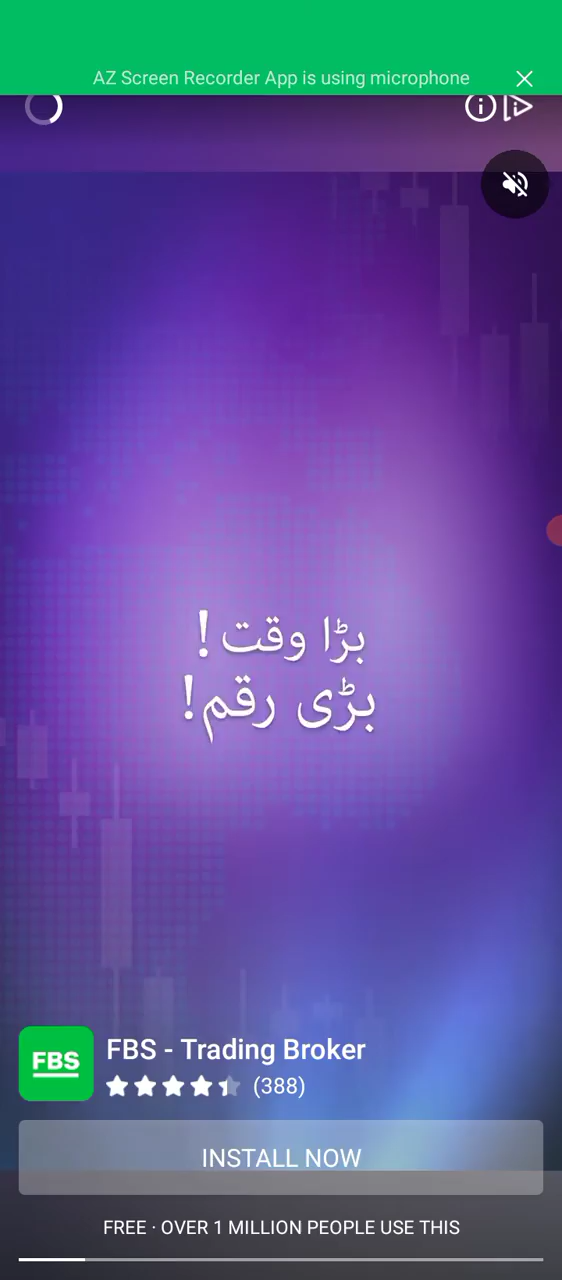 AZ Screen Recorder App is using microphone
بڑا وقت!
بڑی رقم!
FBS
FBS - Trading Broker
(388)
INSTALL NOW
FREE · OVER 1 MILLION PEOPLE USE THIS